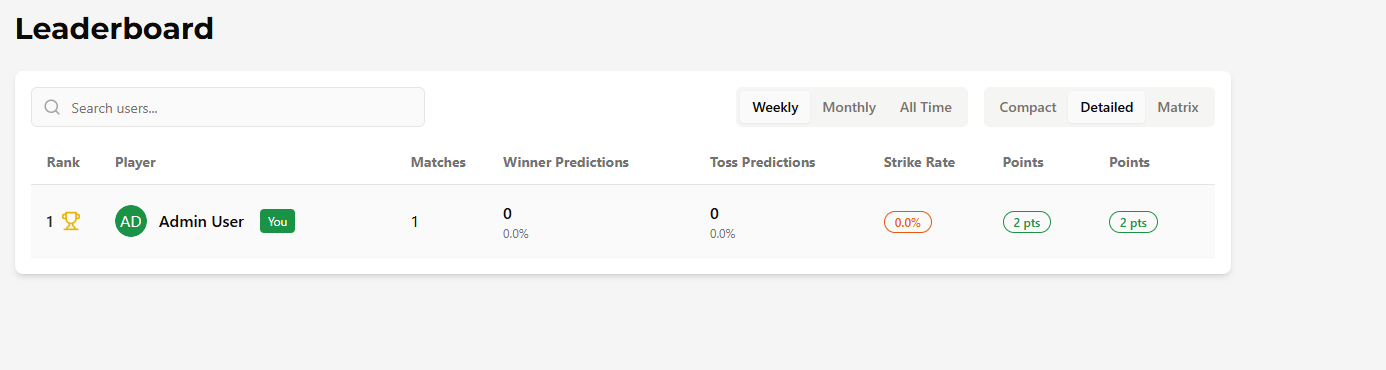 Leaderboard
Search users...
Weekly Monthly All Time Compact Detailed Matrix
Rank Player Matches Winner Predictions Toss Predictions Strike Rate Points Points
1 AD Admin User You 1 0 0 0.0% 2 pts 2 pts
0.0% 0.0%